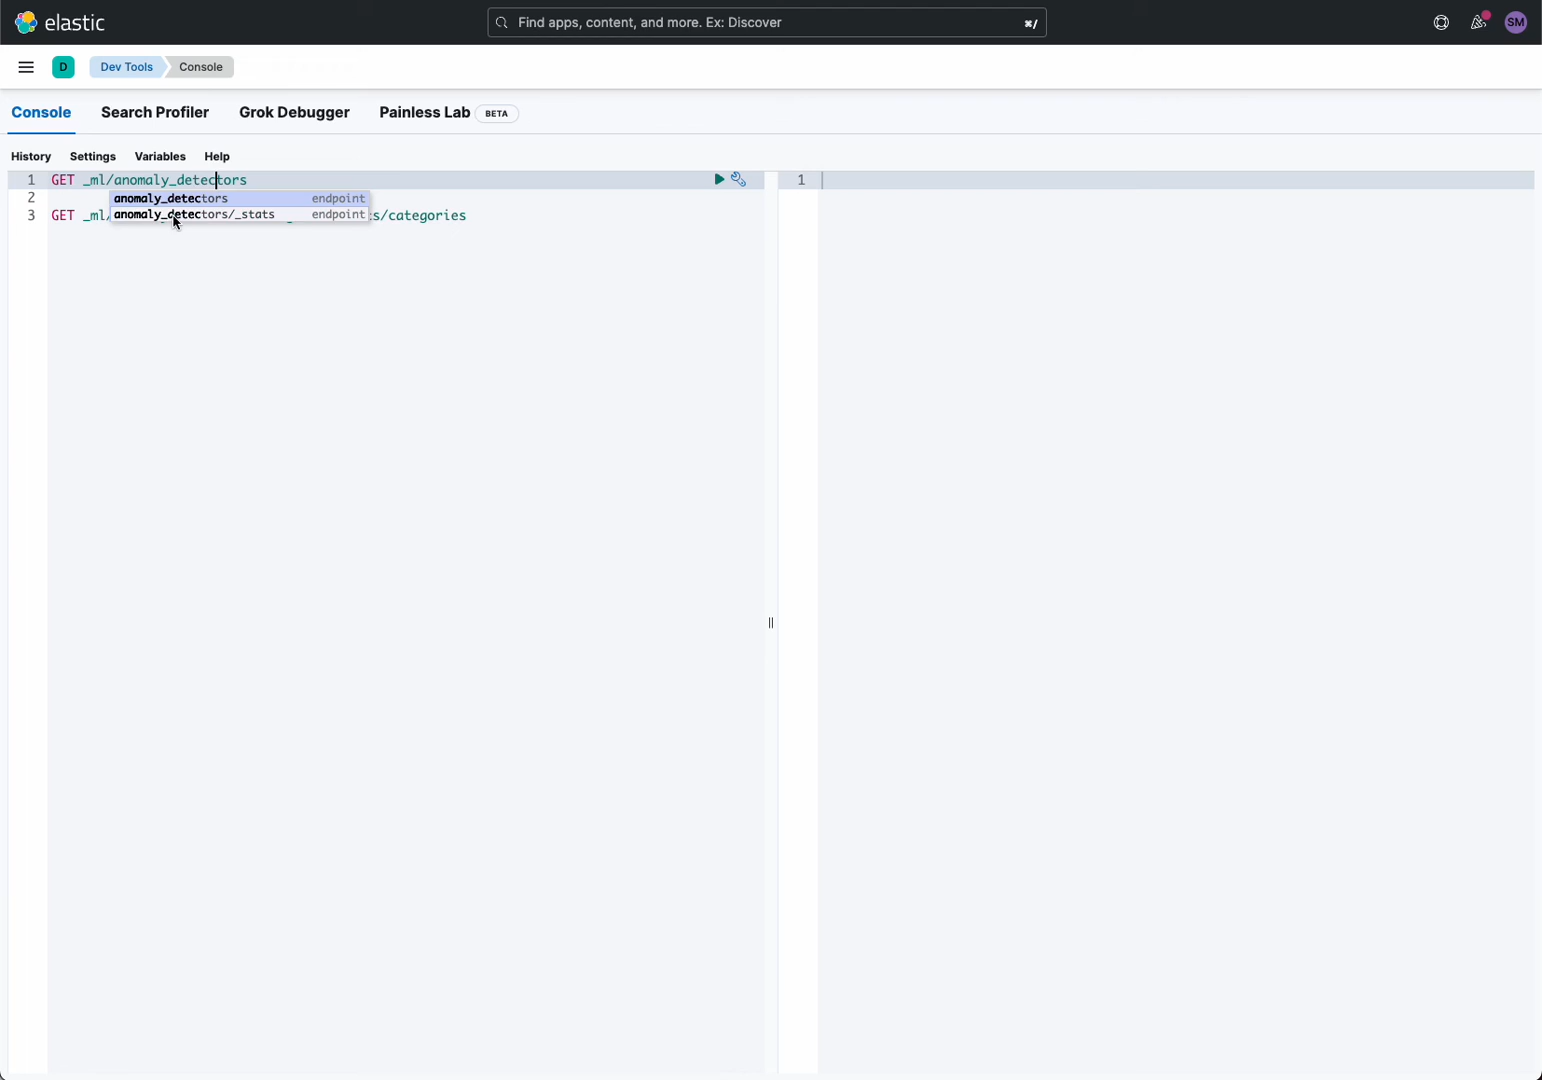 elastic
Find apps, content, and more. Ex: Discover
⌘/
SM
D
Dev Tools
Console
Console
Search Profiler
Grok Debugger
Painless Lab
BETA
History
Settings
Variables
Help
1 GET _ml/anomaly_detectors
anomaly_detectors endpoint
2
anomaly_detectors/_stats endpoint
3 GET _ml/ s/categories
1